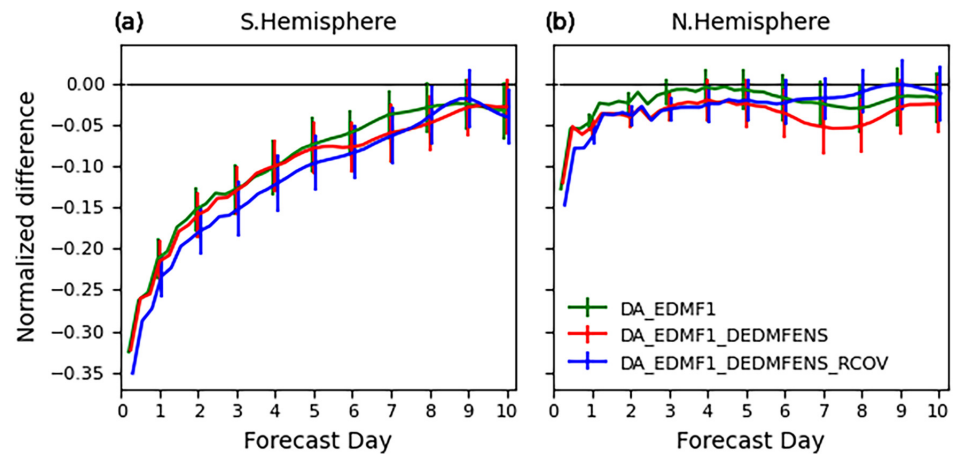 (a) S.Hemisphere
(b) N.Hemisphere
Normalized difference
0.00
−0.05
−0.10
−0.15
−0.20
−0.25
−0.30
−0.35
0 1 2 3 4 5 6 7 8 9 10
Forecast Day
DA_EDMF1
DA_EDMF1_DEDMFENS
DA_EDMF1_DEDMFENS_RCOV
0 1 2 3 4 5 6 7 8 9 10
Forecast Day